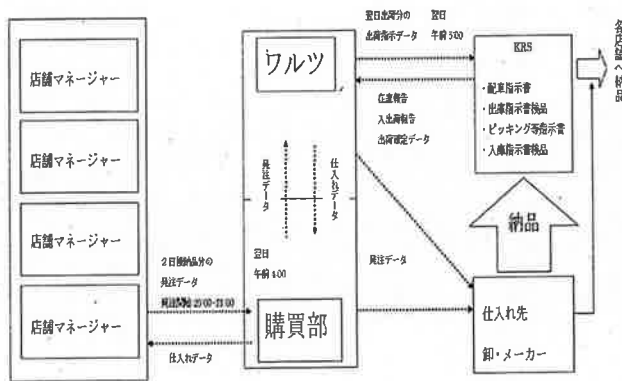 店舗マネージャー
店舗マネージャー
店舗マネージャー
店舗マネージャー
2日後納品分の
発注データ
仕入れデータ
ワルツ
発注データ
仕入れデータ
翌日
午前4:00
購買部
翌日出荷分の
出荷指示データ
翌日
午前5:00
在庫報告
入出荷報告
出荷確定データ
発注データ
KRS
・配車指示書
・出庫指示書検品
・ピッキング等指示書
・入庫指示書検品
各店舗へ納品
納品
仕入れ先
卸・メーカー